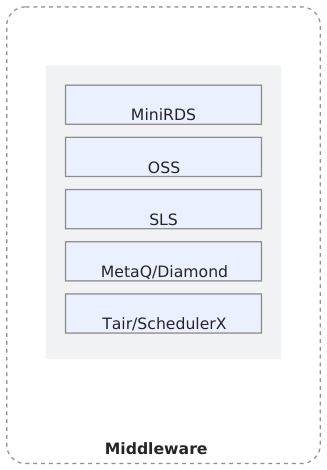 MiniRDS
OSS
SLS
MetaQ/Diamond
Tair/SchedulerX
Middleware